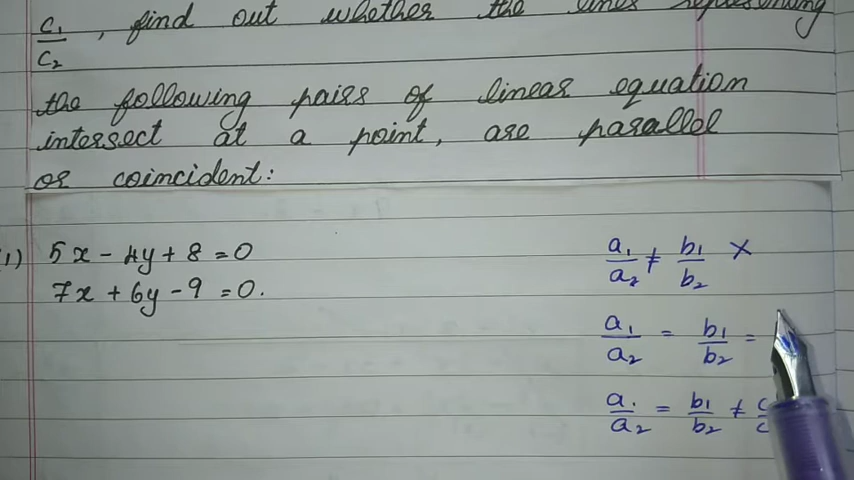 c₁/c₂, find out whether the lines representing
the following pairs of linear equation
intersect at a point, are parallel
or coincident:
1) 5x - 4y + 8 = 0
7x + 6y - 9 = 0.
a₁/a₂ ≠ b₁/b₂ ×
a₁/a₂ = b₁/b₂ =
a₁/a₂ = b₁/b₂ ≠ c/c